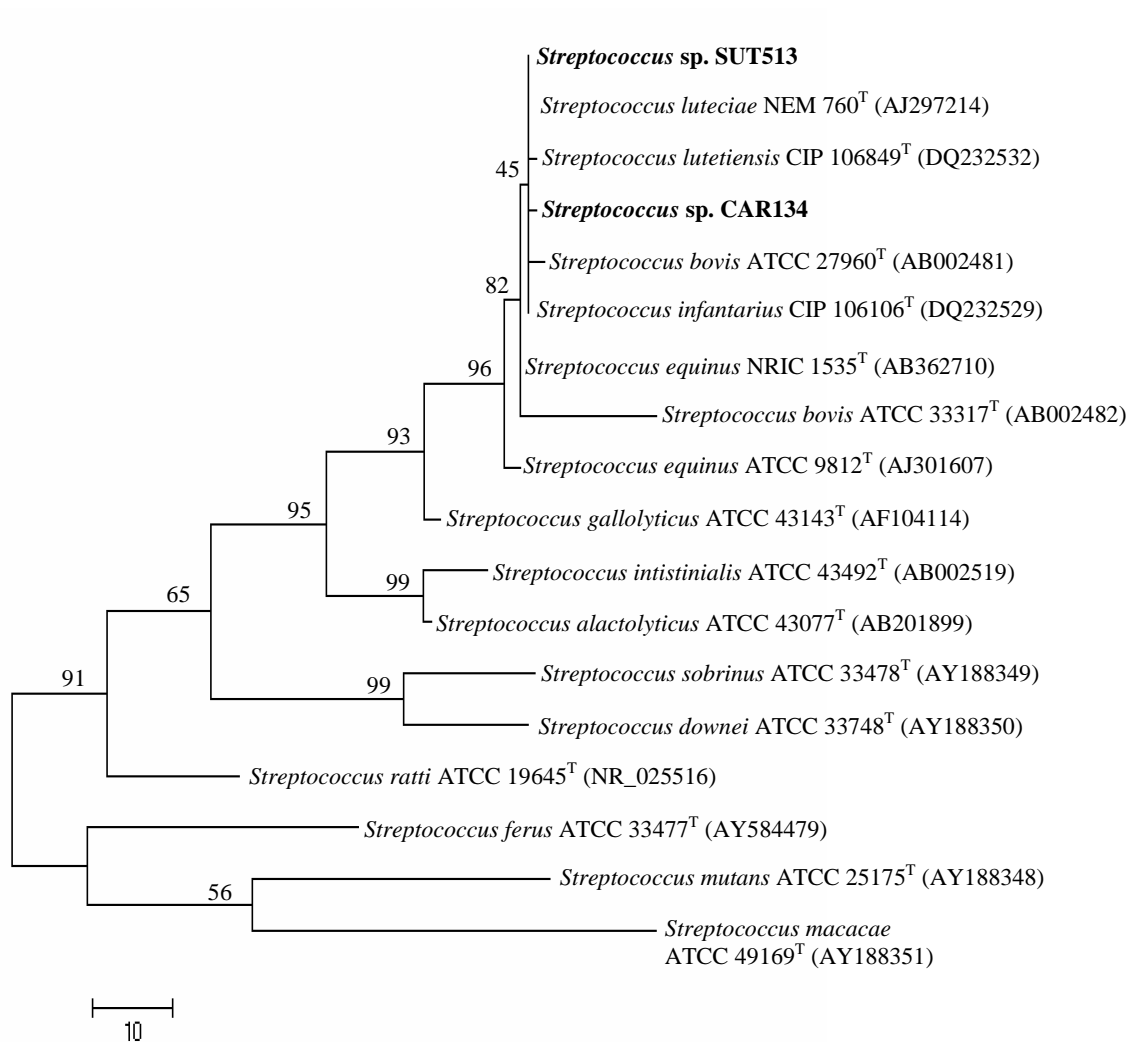 Streptococcus sp. SUT513
Streptococcus luteciae NEM 760T (AJ297214)
Streptococcus lutetiensis CIP 106849T (DQ232532)
45
Streptococcus sp. CAR134
Streptococcus bovis ATCC 27960T (AB002481)
82
Streptococcus infantarius CIP 106106T (DQ232529)
96
Streptococcus equinus NRIC 1535T (AB362710)
Streptococcus bovis ATCC 33317T (AB002482)
93
Streptococcus equinus ATCC 9812T (AJ301607)
95
Streptococcus gallolyticus ATCC 43143T (AF104114)
Streptococcus intistinialis ATCC 43492T (AB002519)
99
65
Streptococcus alactolyticus ATCC 43077T (AB201899)
91
Streptococcus sobrinus ATCC 33478T (AY188349)
99
Streptococcus downei ATCC 33748T (AY188350)
Streptococcus ratti ATCC 19645T (NR_025516)
Streptococcus ferus ATCC 33477T (AY584479)
Streptococcus mutans ATCC 25175T (AY188348)
56
Streptococcus macacae
ATCC 49169T (AY188351)
10